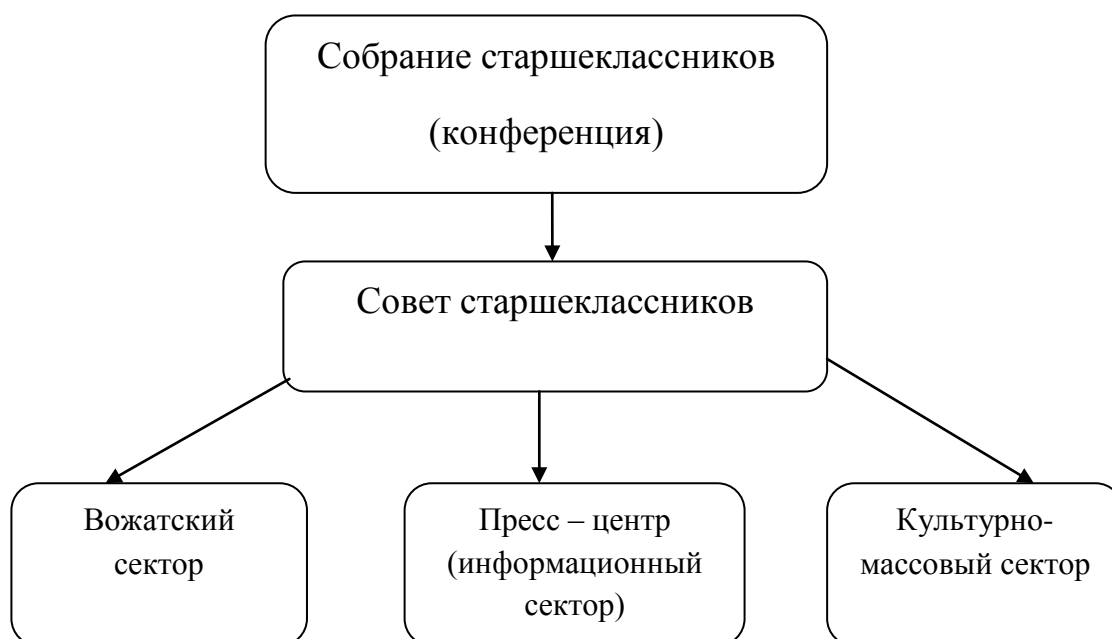 Собрание старшеклассников
(конференция)
Совет старшеклассников
Вожатский
сектор
Пресс – центр
(информационный
сектор)
Культурно-
массовый сектор